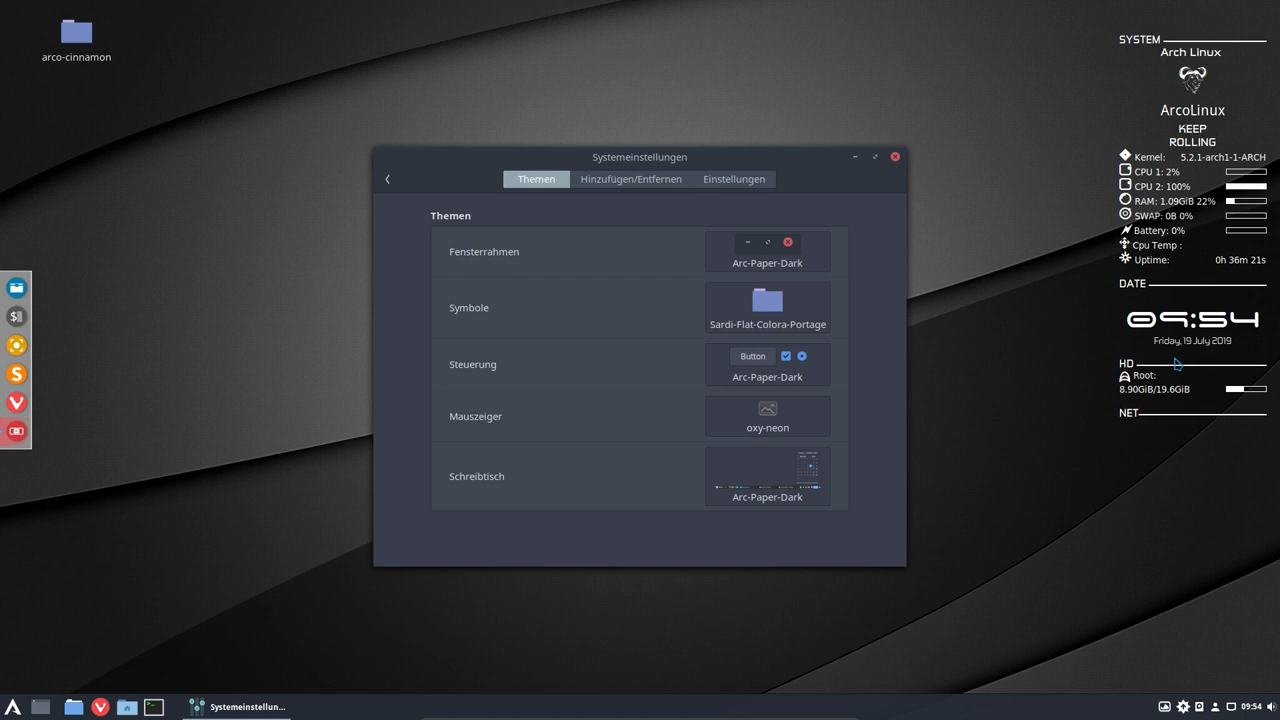 arco-cinnamon
Systemeinstellungen
Themen Hinzufügen/Entfernen Einstellungen
Themen
Fensterrahmen
Arc-Paper-Dark
Symbole
Sardi-Flat-Colora-Portage
Steuerung
Button
Arc-Paper-Dark
Mauszeiger
oxy-neon
Schreibtisch
Arc-Paper-Dark
SYSTEM
Arch Linux
ArcoLinux
KEEP
ROLLING
Kernel: 5.2.1-arch1-1-ARCH
CPU 1: 2%
CPU 2: 100%
RAM: 1.09GiB 22%
SWAP: 0B 0%
Battery: 0%
Cpu Temp :
Uptime: 0h 36m 21s
DATE
09:54
Friday, 19 July 2019
HD
Root:
8.90GiB/19.6GiB
NET
Systemeinstellun...
09:54